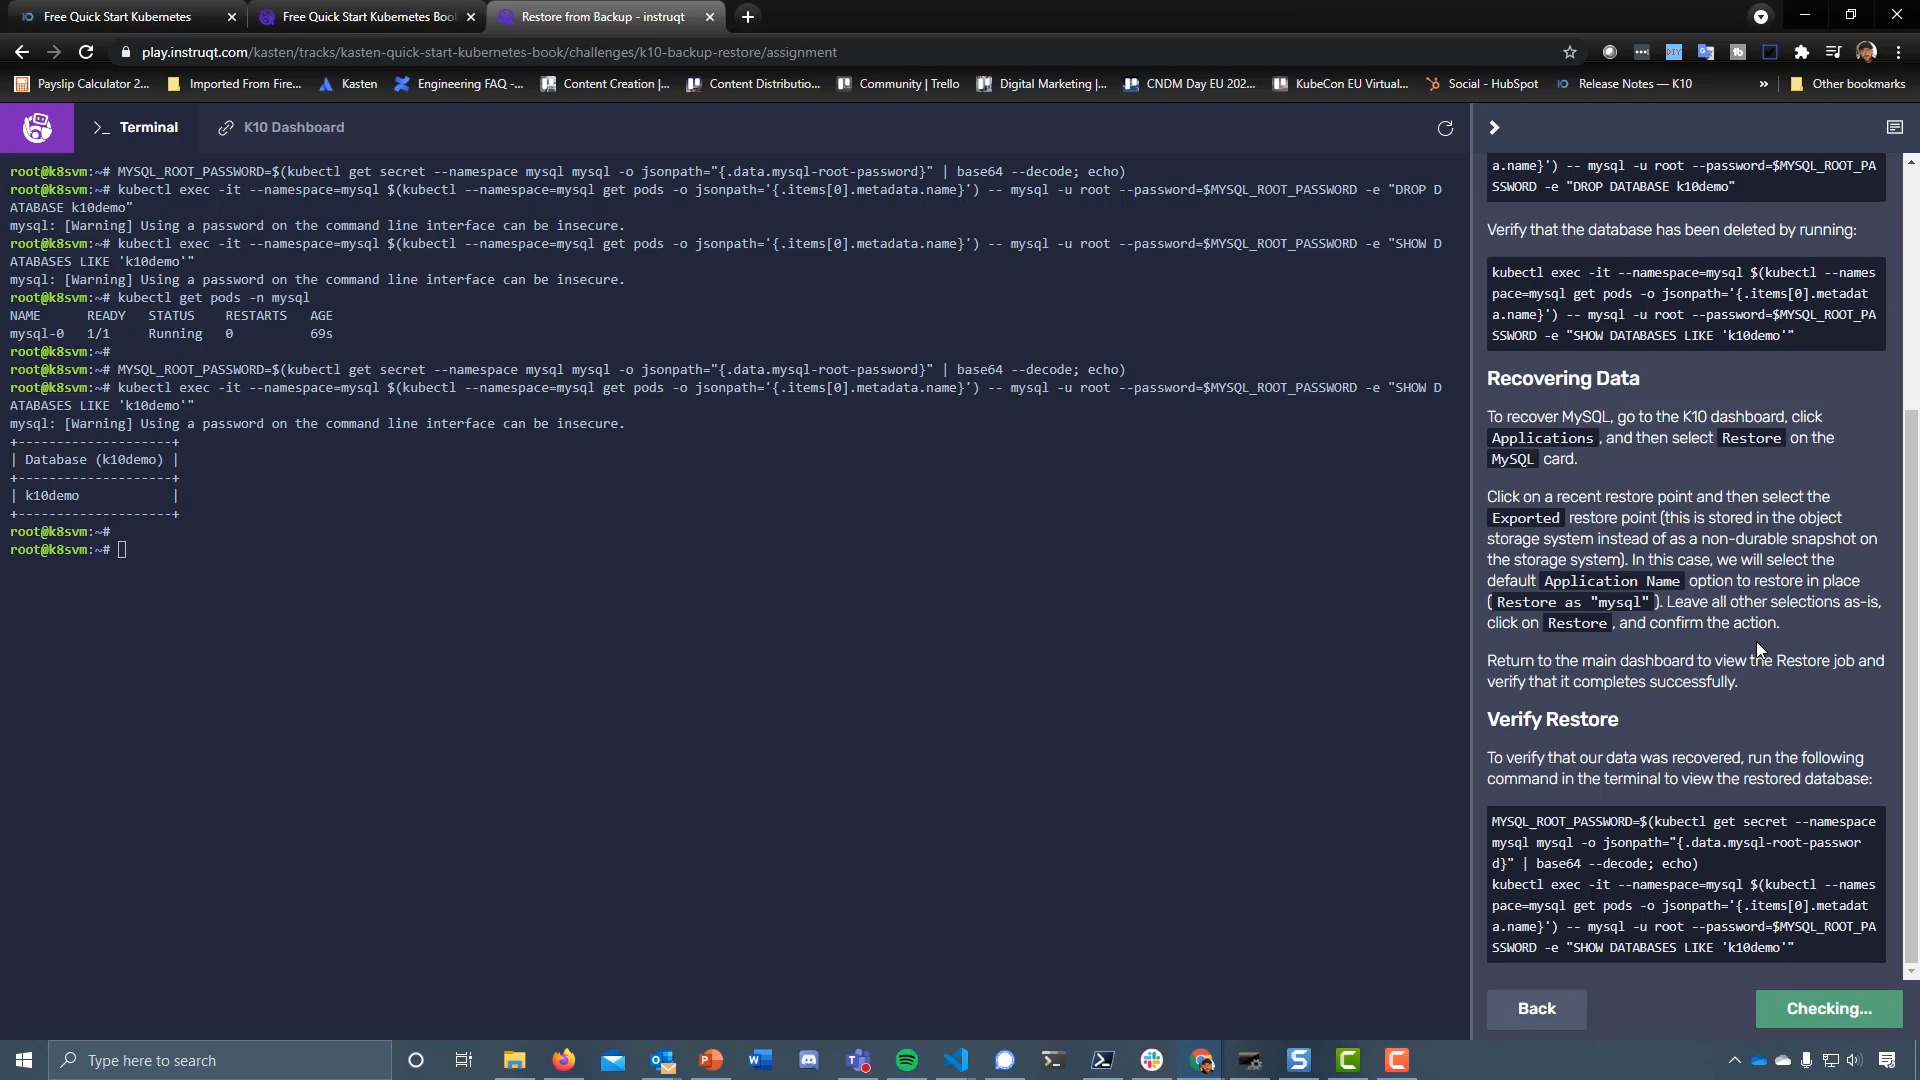 Free Quick Start Kubernetes
Free Quick Start Kubernetes Boo
Restore from Backup - instruqt
play.instruqt.com/kasten/tracks/kasten-quick-start-kubernetes-book/challenges/k10-backup-restore/assignment
Payslip Calculator 2...
Imported From Fire...
Kasten
Engineering FAQ -...
Content Creation |...
Content Distributio...
Community | Trello
Digital Marketing |...
CNDM Day EU 202...
KubeCon EU Virtual...
Social - HubSpot
Release Notes — K10
»
Other bookmarks
>_ Terminal
K10 Dashboard
root@k8svm:~# MYSQL_ROOT_PASSWORD=$(kubectl get secret --namespace mysql mysql -o jsonpath="{.data.mysql-root-password}" | base64 --decode; echo)
root@k8svm:~# kubectl exec -it --namespace=mysql $(kubectl --namespace=mysql get pods -o jsonpath='{.items[0].metadata.name}') -- mysql -u root --password=$MYSQL_ROOT_PASSWORD -e "DROP D
ATABASE k10demo"
mysql: [Warning] Using a password on the command line interface can be insecure.
root@k8svm:~# kubectl exec -it --namespace=mysql $(kubectl --namespace=mysql get pods -o jsonpath='{.items[0].metadata.name}') -- mysql -u root --password=$MYSQL_ROOT_PASSWORD -e "SHOW D
ATABASES LIKE 'k10demo'"
mysql: [Warning] Using a password on the command line interface can be insecure.
root@k8svm:~# kubectl get pods -n mysql
NAME READY STATUS RESTARTS AGE
mysql-0 1/1 Running 0 69s
root@k8svm:~#
root@k8svm:~# MYSQL_ROOT_PASSWORD=$(kubectl get secret --namespace mysql mysql -o jsonpath="{.data.mysql-root-password}" | base64 --decode; echo)
root@k8svm:~# kubectl exec -it --namespace=mysql $(kubectl --namespace=mysql get pods -o jsonpath='{.items[0].metadata.name}') -- mysql -u root --password=$MYSQL_ROOT_PASSWORD -e "SHOW D
ATABASES LIKE 'k10demo'"
mysql: [Warning] Using a password on the command line interface can be insecure.
+--------------------+
| Database (k10demo) |
+--------------------+
| k10demo |
+--------------------+
root@k8svm:~#
root@k8svm:~#
a.name}') -- mysql -u root --password=$MYSQL_ROOT_PA
SSWORD -e "DROP DATABASE k10demo"
Verify that the database has been deleted by running:
kubectl exec -it --namespace=mysql $(kubectl --names
pace=mysql get pods -o jsonpath='{.items[0].metadat
a.name}') -- mysql -u root --password=$MYSQL_ROOT_PA
SSWORD -e "SHOW DATABASES LIKE 'k10demo'"
Recovering Data
To recover MySQL, go to the K10 dashboard, click
Applications, and then select Restore on the
MySQL card.
Click on a recent restore point and then select the
Exported restore point (this is stored in the object
storage system instead of as a non-durable snapshot on
the storage system). In this case, we will select the
default Application Name option to restore in place
(Restore as "mysql"). Leave all other selections as-is,
click on Restore, and confirm the action.
Return to the main dashboard to view the Restore job and
verify that it completes successfully.
Verify Restore
To verify that our data was recovered, run the following
command in the terminal to view the restored database:
MYSQL_ROOT_PASSWORD=$(kubectl get secret --namespace
mysql mysql -o jsonpath="{.data.mysql-root-passwor
d}" | base64 --decode; echo)
kubectl exec -it --namespace=mysql $(kubectl --names
pace=mysql get pods -o jsonpath='{.items[0].metadat
a.name}') -- mysql -u root --password=$MYSQL_ROOT_PA
SSWORD -e "SHOW DATABASES LIKE 'k10demo'"
Back
Checking...
Type here to search